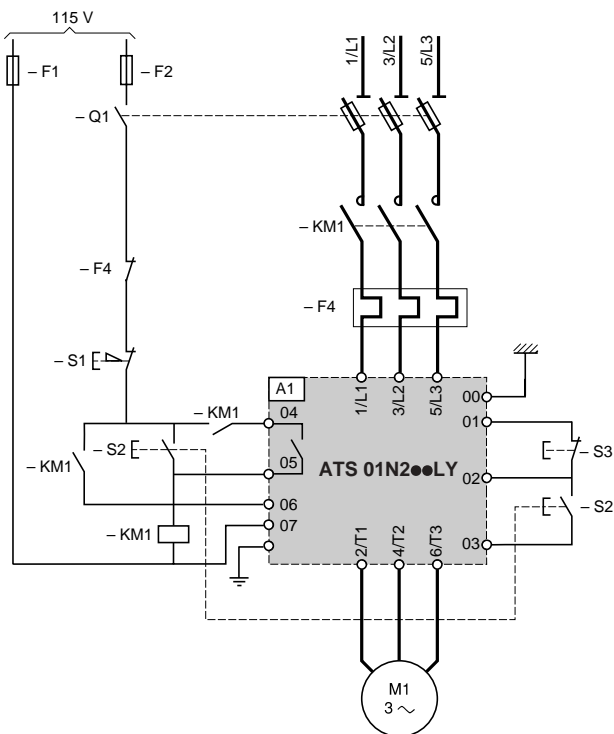 115 V
– F1
– F2
1/L1
3/L2
5/L3
– Q1
– KM1
– F4
– F4
– S1
A1
1/L1
3/L2
5/L3
00
01
– KM1
04
– S3
– S2
05
ATS 01N2●●LY
02
– KM1
06
– S2
– KM1
07
2/T1
4/T2
6/T3
03
M1
3 ~